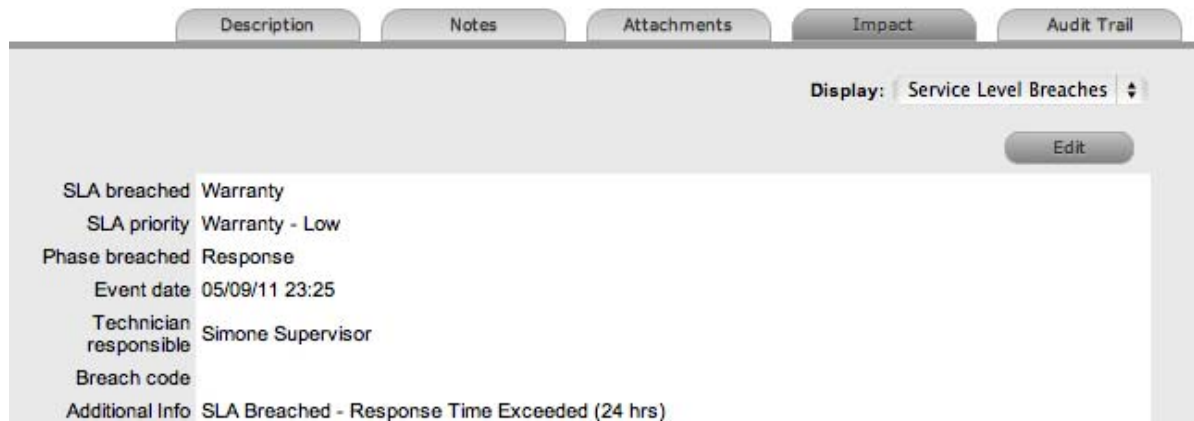 Description Notes Attachments Impact Audit Trail
Display: Service Level Breaches
Edit
SLA breached Warranty
SLA priority Warranty - Low
Phase breached Response
Event date 05/09/11 23:25
Technician
responsible Simone Supervisor
Breach code
Additional Info SLA Breached - Response Time Exceeded (24 hrs)